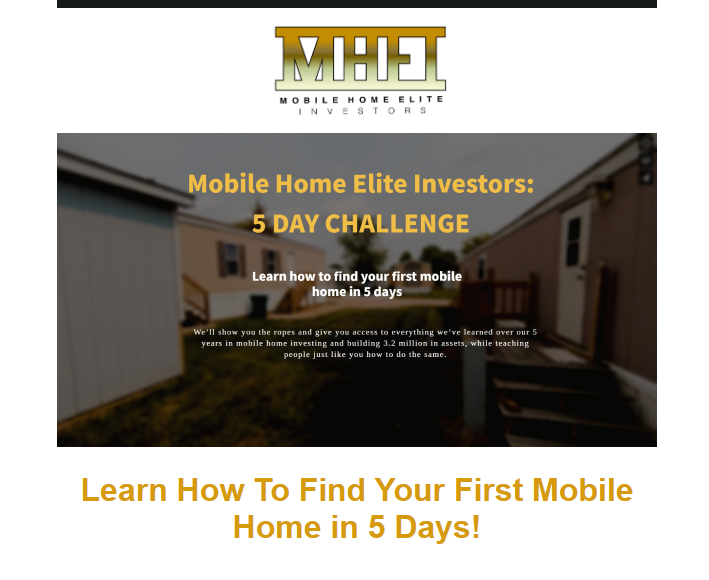 MHEI
MOBILE HOME ELITE
INVESTORS
Mobile Home Elite Investors:
5 DAY CHALLENGE
Learn how to find your first mobile
home in 5 days
We'll show you the ropes and give you access to everything we've learned over our 5
years in mobile home investing and building 3.2 million in assets, while teaching
people just like you how to do the same.
Learn How To Find Your First Mobile
Home in 5 Days!